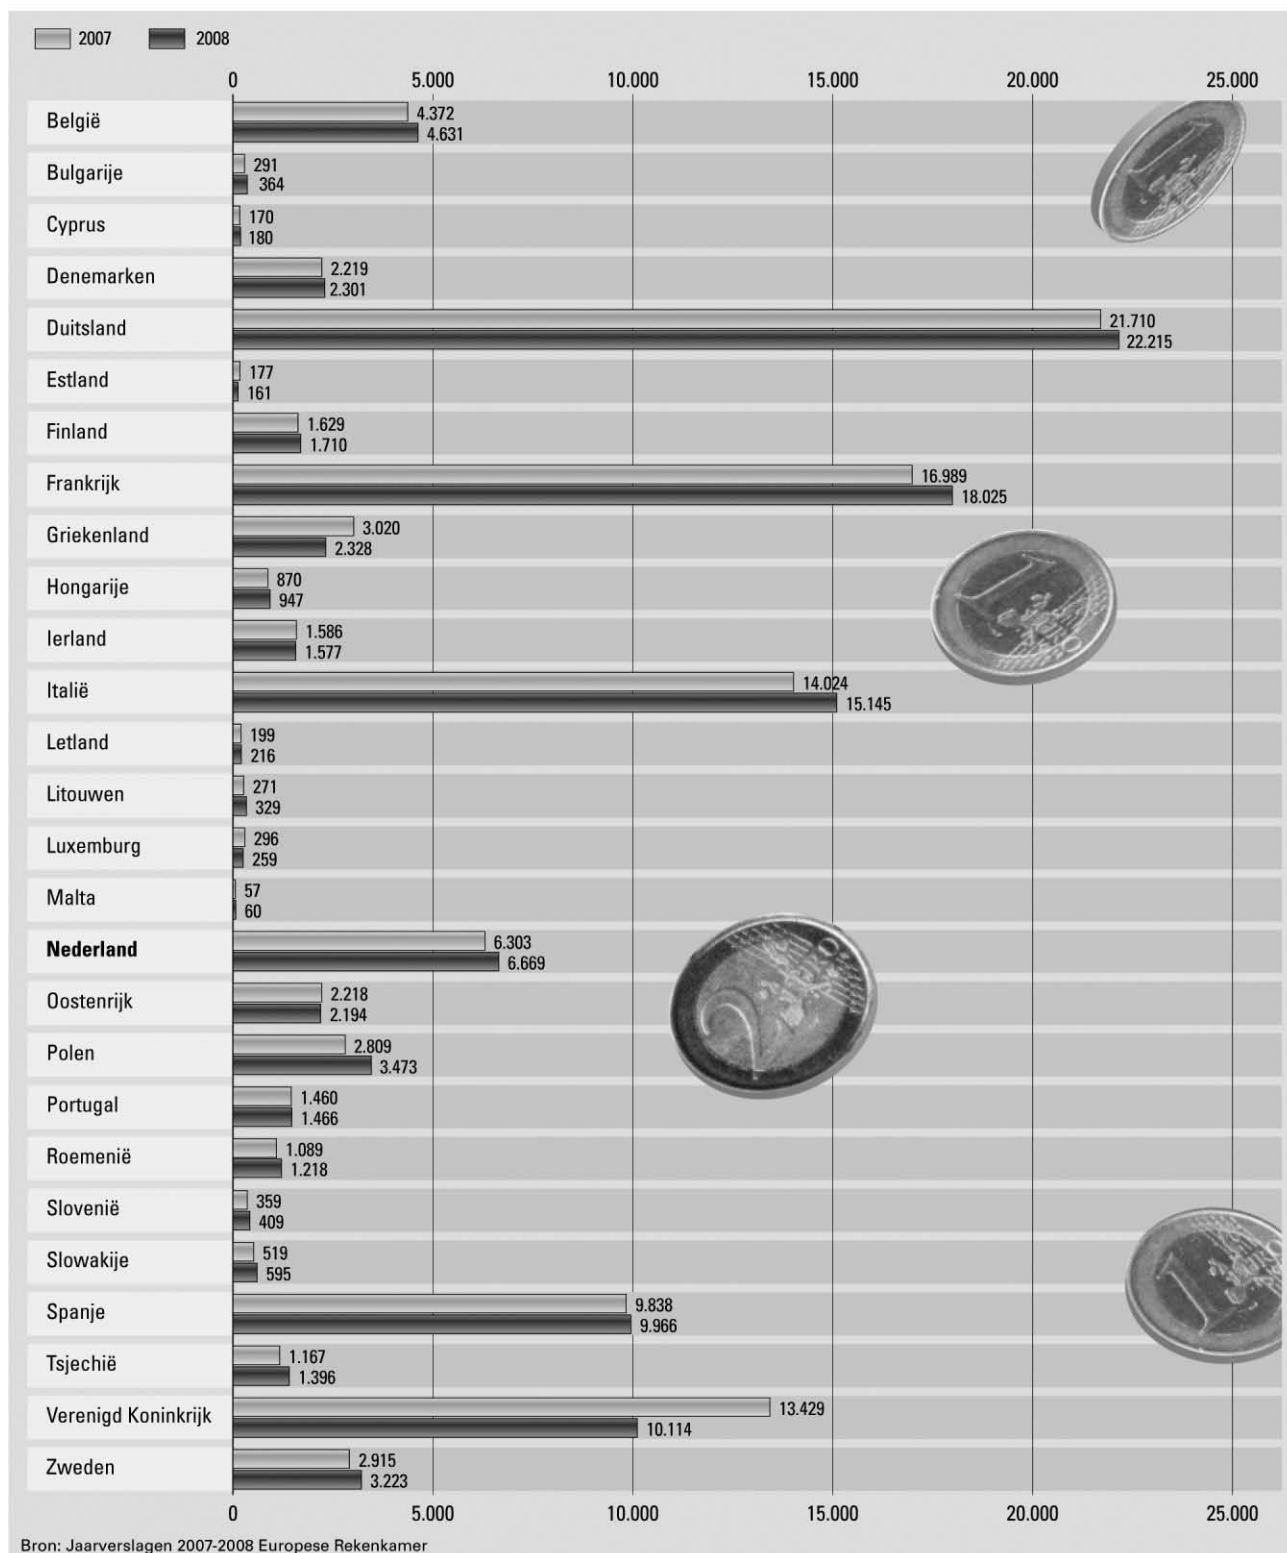 2007 2008
0 5.000 10.000 15.000 20.000 25.000
België 4.372
4.631
Bulgarije 291
364
Cyprus 170
180
Denemarken 2.219
2.301
Duitsland 21.710
22.215
Estland 177
161
Finland 1.629
1.710
Frankrijk 16.989
18.025
Griekenland 3.020
2.328
Hongarije 870
947
Ierland 1.586
1.577
Italië 14.024
15.145
Letland 199
216
Litouwen 271
329
Luxemburg 296
259
Malta 57
60
Nederland 6.303
6.669
Oostenrijk 2.218
2.194
Polen 2.809
3.473
Portugal 1.460
1.466
Roemenië 1.089
1.218
Slovenië 359
409
Slowakije 519
595
Spanje 9.838
9.966
Tsjechië 1.167
1.396
Verenigd Koninkrijk 13.429
10.114
Zweden 2.915
3.223
0 5.000 10.000 15.000 20.000 25.000
Bron: Jaarverslagen 2007-2008 Europese Rekenkamer